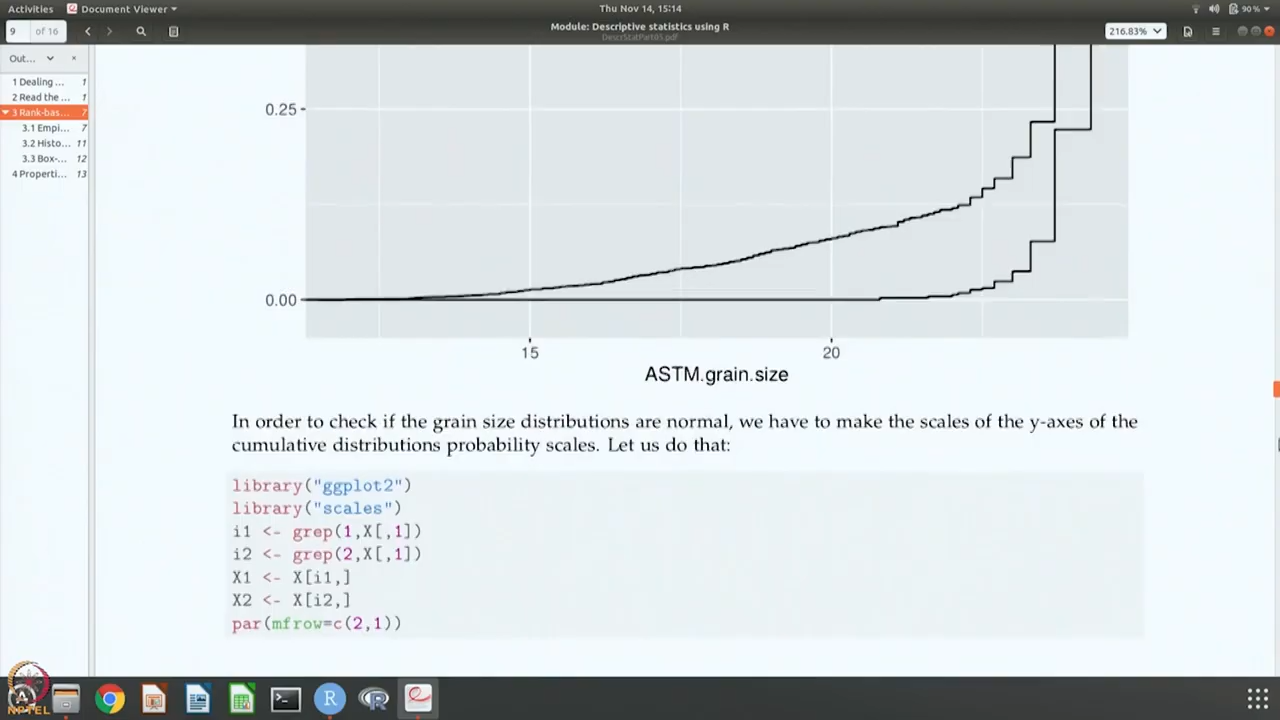 Activities
Document Viewer
Thu Nov 14, 15:14
90 %
9
of 16
Module: Descriptive statistics using R
DescrStatPart05.pdf
216.83%
Out...
1 Dealing ... 1
2 Read the ... 1
3 Rank-bas... 7
3.1 Empi... 7
3.2 Histo... 11
3.3 Box-... 12
4 Properti... 13
0.25
0.00
15
20
ASTM.grain.size
In order to check if the grain size distributions are normal, we have to make the scales of the y-axes of the
cumulative distributions probability scales. Let us do that:
library("ggplot2")
library("scales")
i1 <- grep(1,X[,1])
i2 <- grep(2,X[,1])
X1 <- X[i1,]
X2 <- X[i2,]
par(mfrow=c(2,1))
R
R
NPTEL